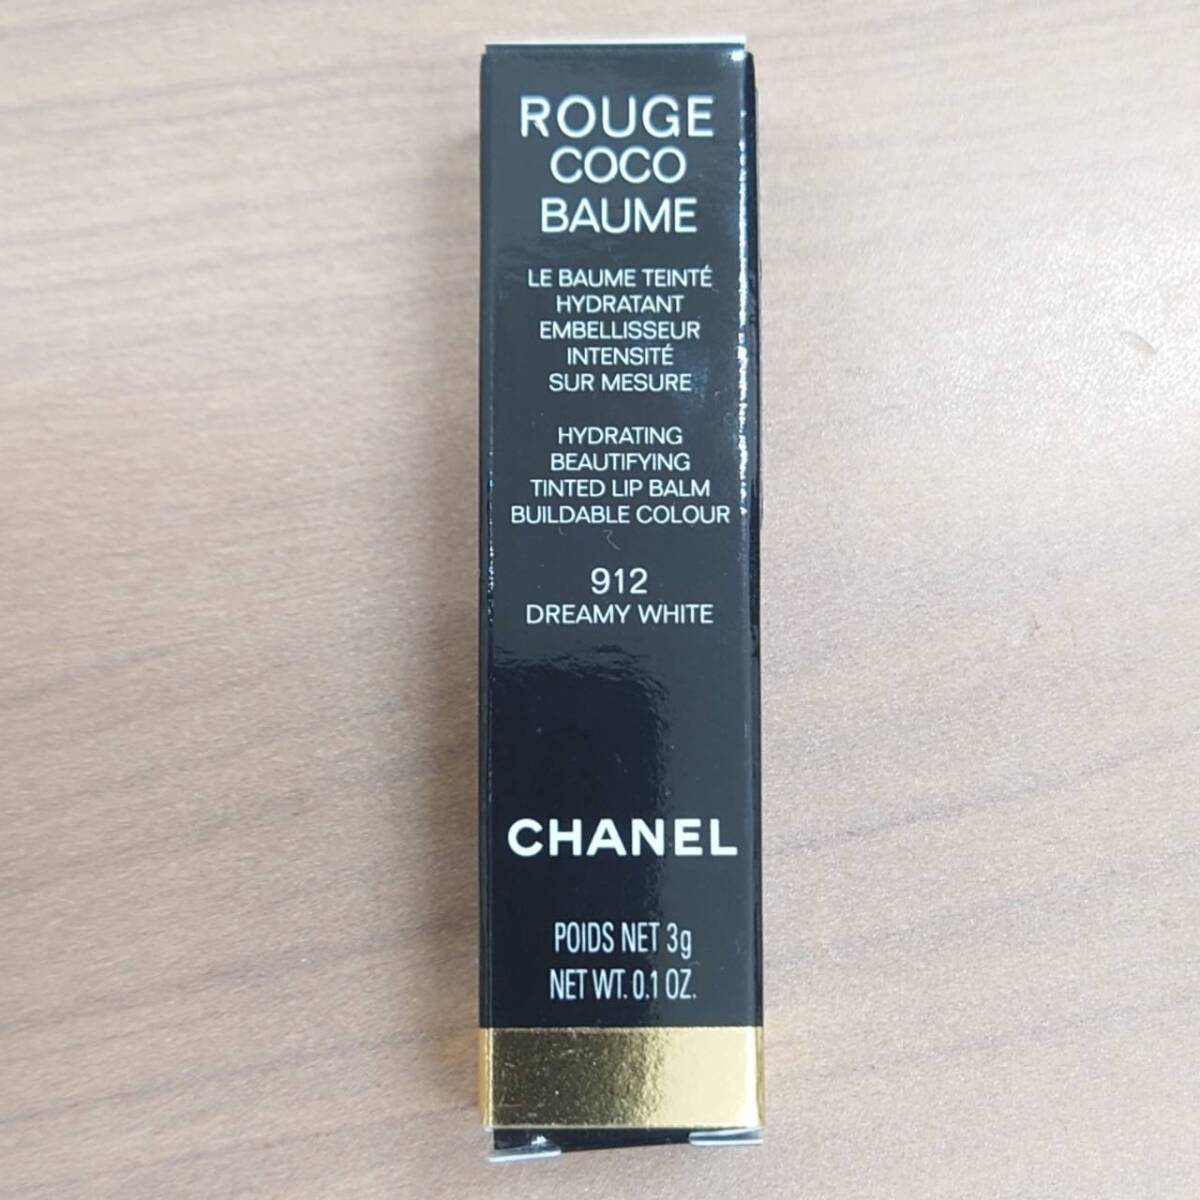 ROUGE
COCO
BAUME
LE BAUME TEINTÉ
HYDRATANT
EMBELLISSEUR
INTENSITÉ
SUR MESURE
HYDRATING
BEAUTIFYING
TINTED LIP BALM
BUILDABLE COLOUR
912
DREAMY WHITE
CHANEL
POIDS NET 3g
NET WT. 0.1 OZ.